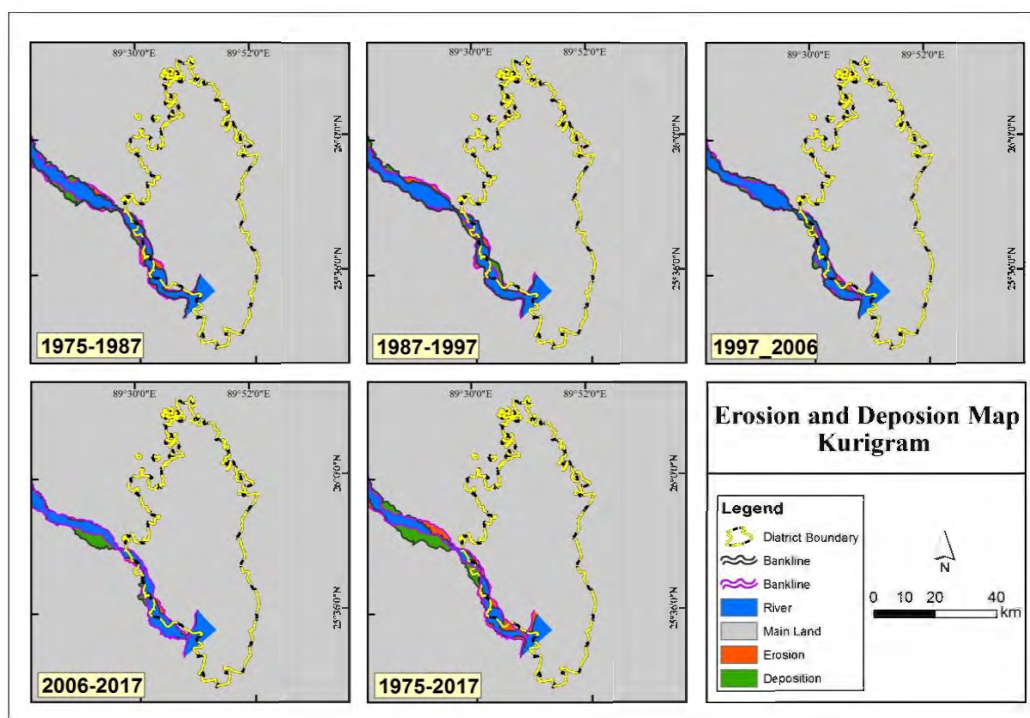 89°30'0"E 89°52'0"E
26°0'0"N
25°36'0"N
1975-1987
89°30'0"E 89°52'0"E
26°0'0"N
25°36'0"N
1987-1997
89°30'0"E 89°52'0"E
26°0'0"N
25°36'0"N
1997_2006
89°30'0"E 89°52'0"E
26°0'0"N
25°36'0"N
2006-2017
89°30'0"E 89°52'0"E
26°0'0"N
25°36'0"N
1975-2017
Erosion and Deposion Map
Kurigram
Legend
Diatrict Boundary
Bankline
Bankline
River
Main Land
Erosion
Deposition
N
0 10 20 40
km